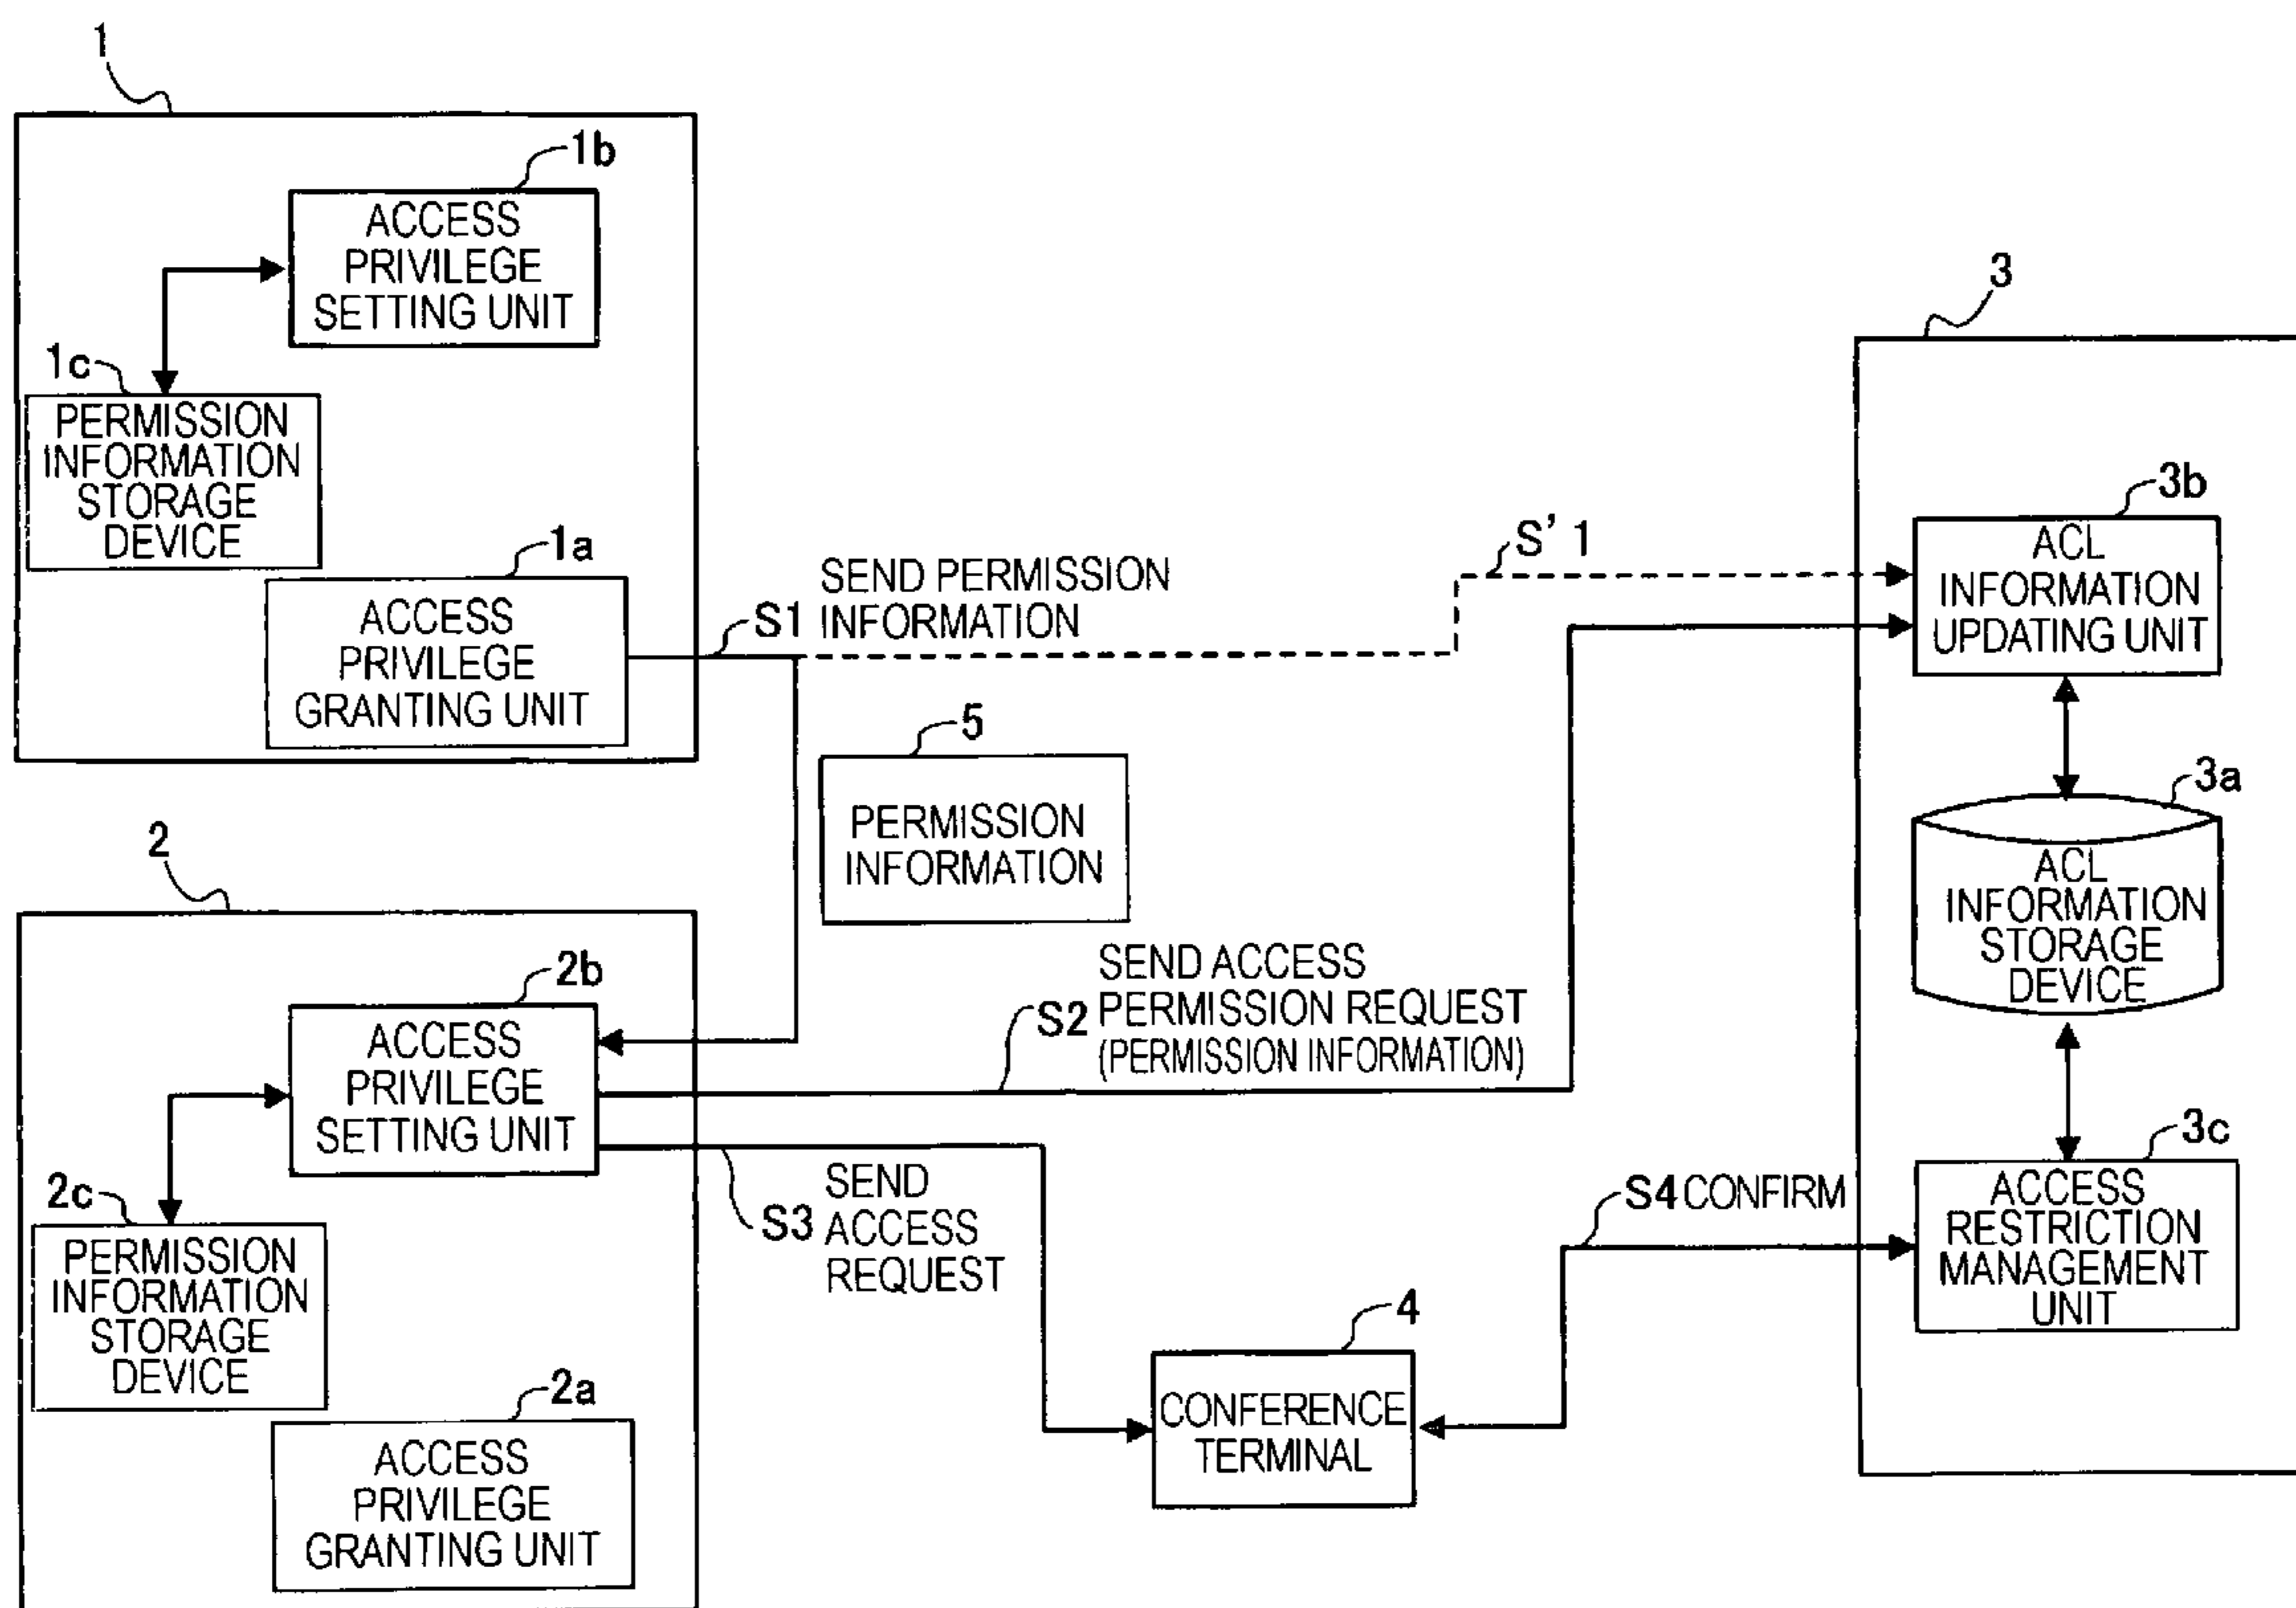 1
1b
ACCESS
PRIVILEGE
SETTING UNIT
1c
PERMISSION
INFORMATION
STORAGE
DEVICE
1a
ACCESS
PRIVILEGE
GRANTING UNIT
S1
SEND PERMISSION
INFORMATION
S' 1
5
PERMISSION
INFORMATION
2
2b
ACCESS
PRIVILEGE
SETTING UNIT
2c
PERMISSION
INFORMATION
STORAGE
DEVICE
2a
ACCESS
PRIVILEGE
GRANTING UNIT
S2
SEND ACCESS
PERMISSION REQUEST
(PERMISSION INFORMATION)
S3
SEND
ACCESS
REQUEST
4
CONFERENCE
TERMINAL
S4 CONFIRM
3
3b
ACL
INFORMATION
UPDATING UNIT
3a
ACL
INFORMATION
STORAGE
DEVICE
3c
ACCESS
RESTRICTION
MANAGEMENT
UNIT